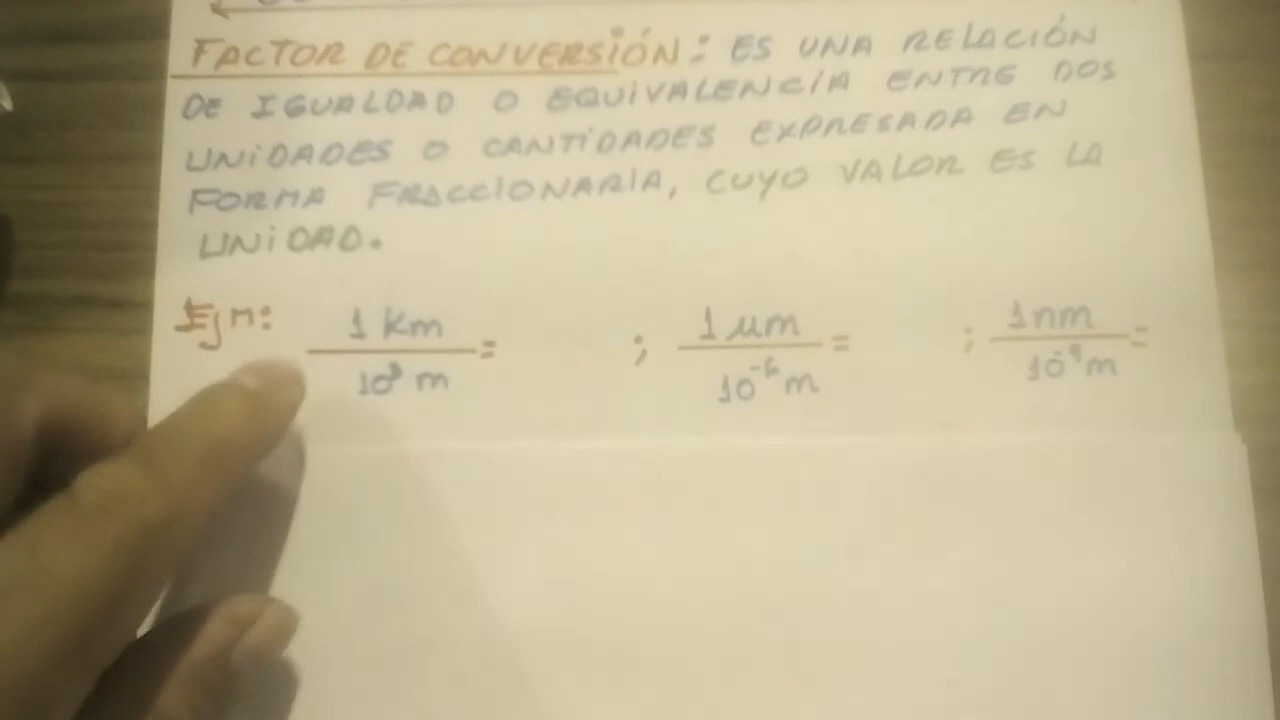 FACTOR DE CONVERSIÓN: ES UNA RELACIÓN
DE IGUALDAD O EQUIVALENCIA ENTRE DOS
UNIDADES O CANTIDADES EXPRESADA EN
FORMA FRACCIONARIA, CUYO VALOR ES LA
UNIDAD.
Ejm: 1 Km / 10³ m = ; 1 μm / 10⁻⁶ m = ; 1 nm / 10⁻⁹ m =